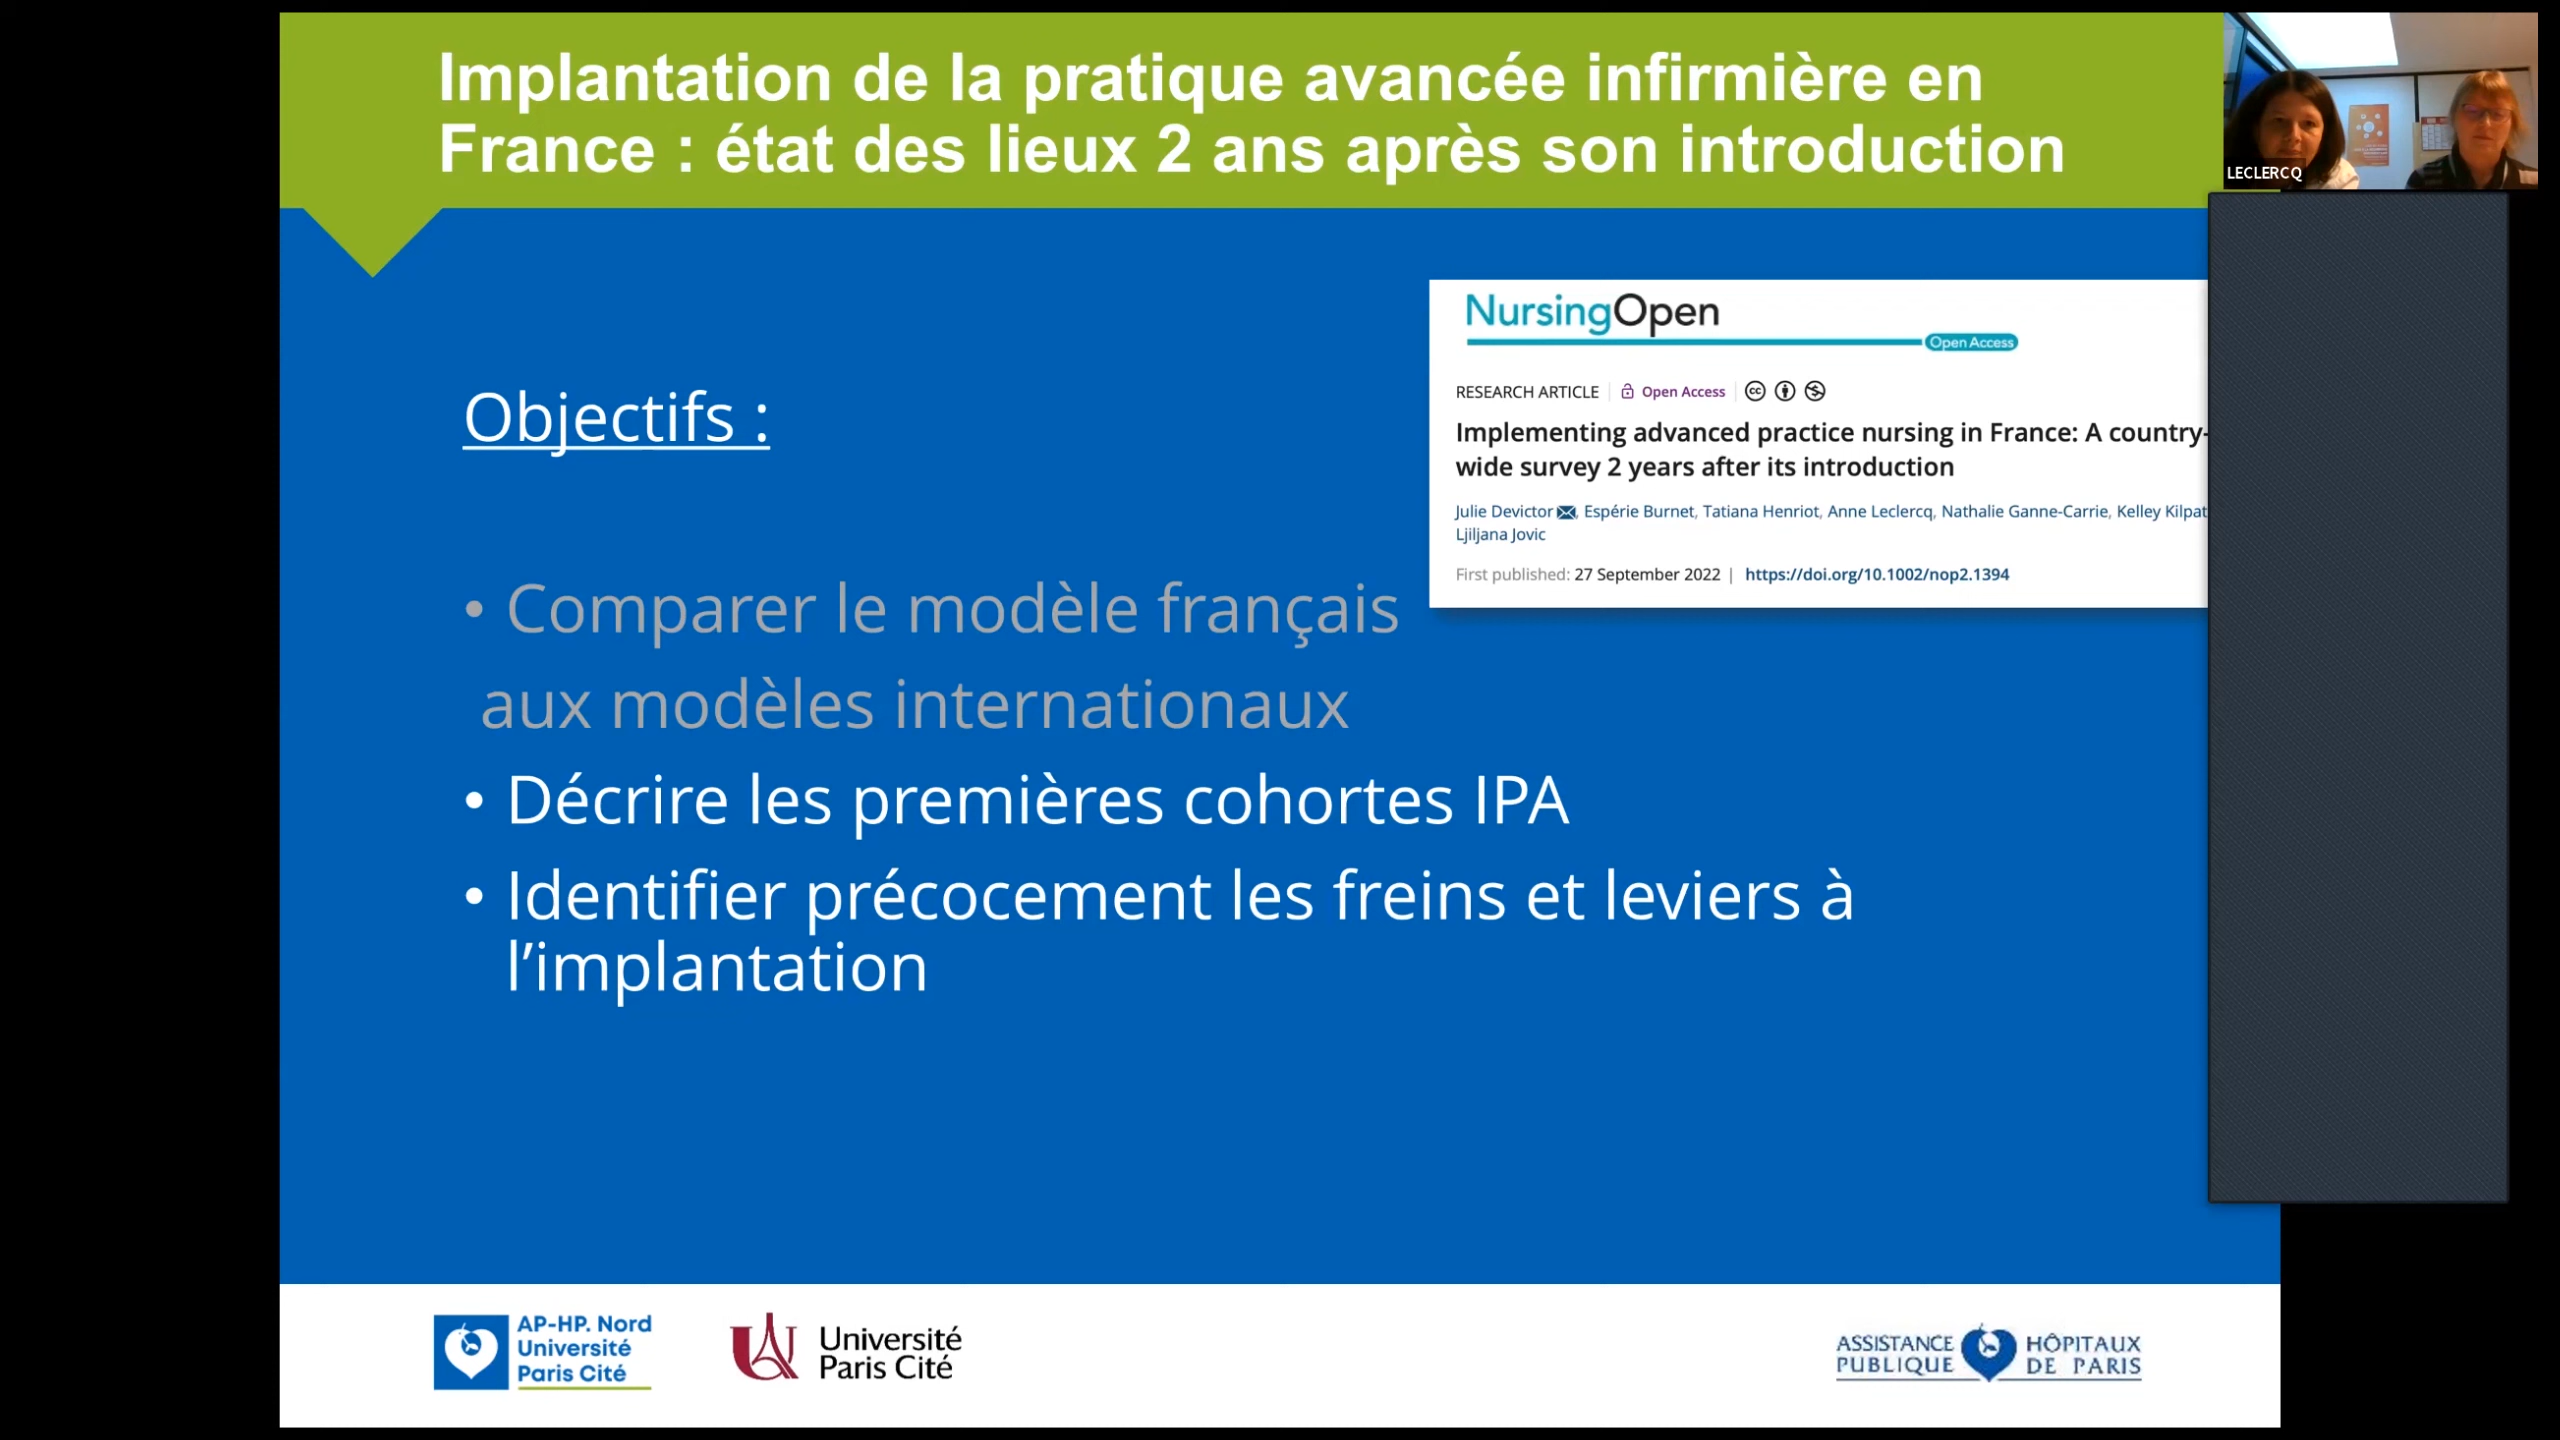 Implantation de la pratique avancée infirmière en
France : état des lieux 2 ans après son introduction
LECLERCQ
NursingOpen
Open Access
RESEARCH ARTICLE | Open Access
Implementing advanced practice nursing in France: A country-
wide survey 2 years after its introduction
Julie Devictor, Espérie Burnet, Tatiana Henriot, Anne Leclercq, Nathalie Ganne-Carrie, Kelley Kilpat
Ljiljana Jovic
First published: 27 September 2022 | https://doi.org/10.1002/nop2.1394
Objectifs :
• Comparer le modèle français
aux modèles internationaux
• Décrire les premières cohortes IPA
• Identifier précocement les freins et leviers à
l’implantation
AP-HP. Nord
Université
Paris Cité
Université
Paris Cité
ASSISTANCE HÔPITAUX
PUBLIQUE DE PARIS